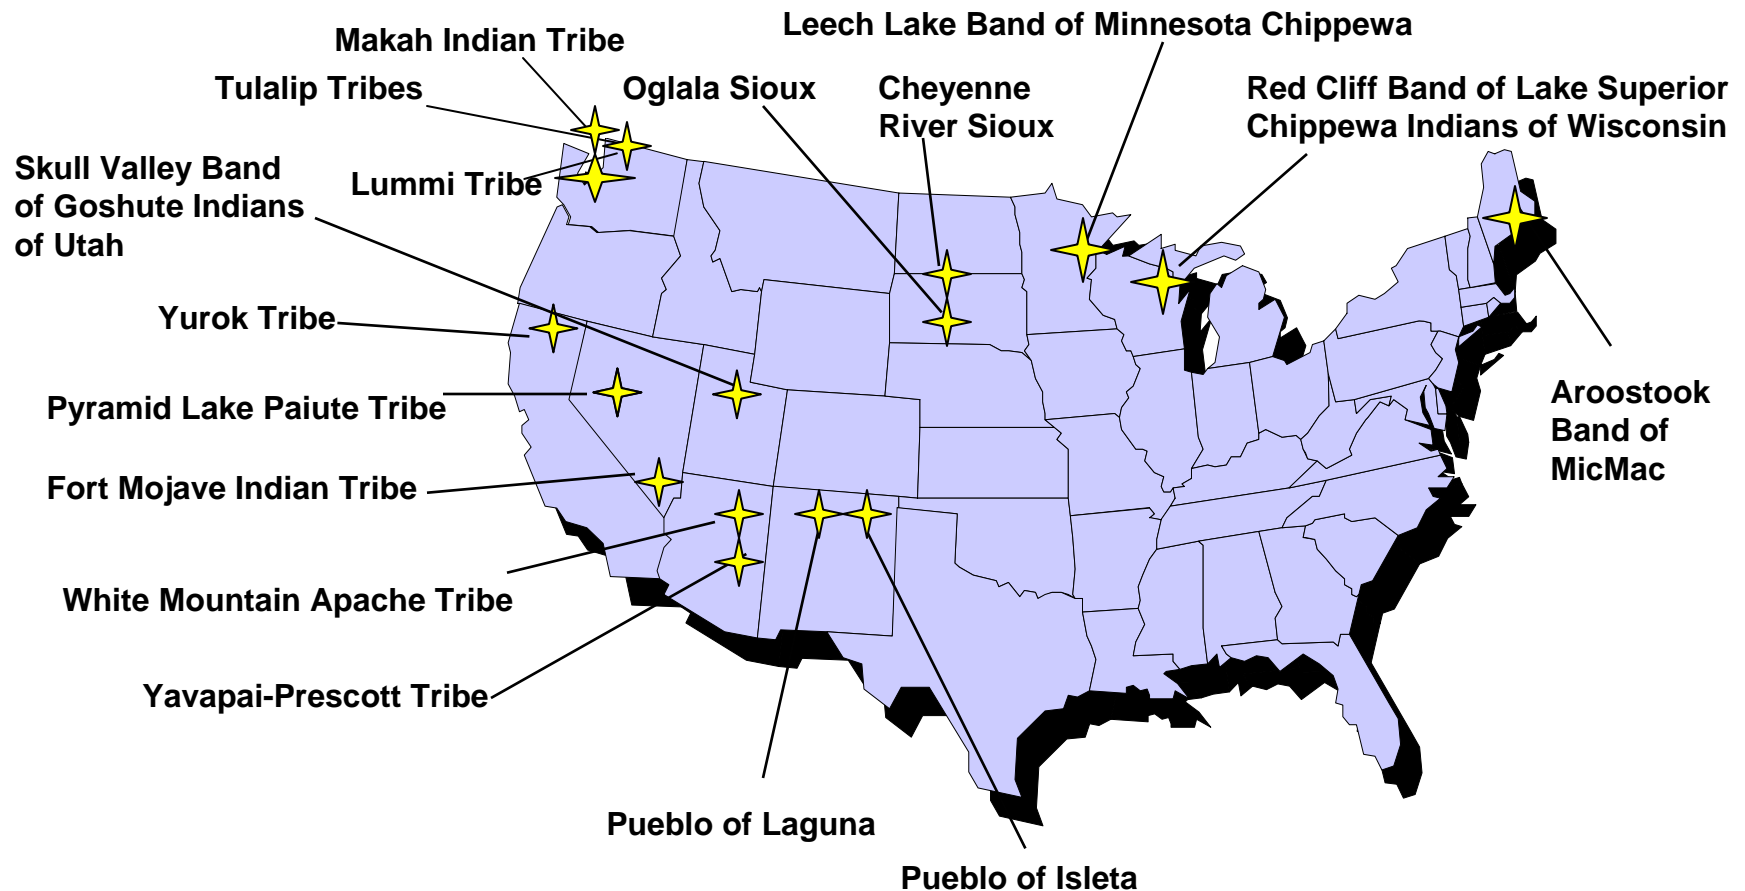 Leech Lake Band of Minnesota Chippewa
Makah Indian Tribe
Tulalip Tribes
Oglala Sioux
Cheyenne
River Sioux
Red Cliff Band of Lake Superior
Chippewa Indians of Wisconsin
Skull Valley Band
of Goshute Indians
of Utah
Lummi Tribe
Yurok Tribe
Pyramid Lake Paiute Tribe
Aroostook
Band of
MicMac
Fort Mojave Indian Tribe
White Mountain Apache Tribe
Yavapai-Prescott Tribe
Pueblo of Laguna
Pueblo of Isleta